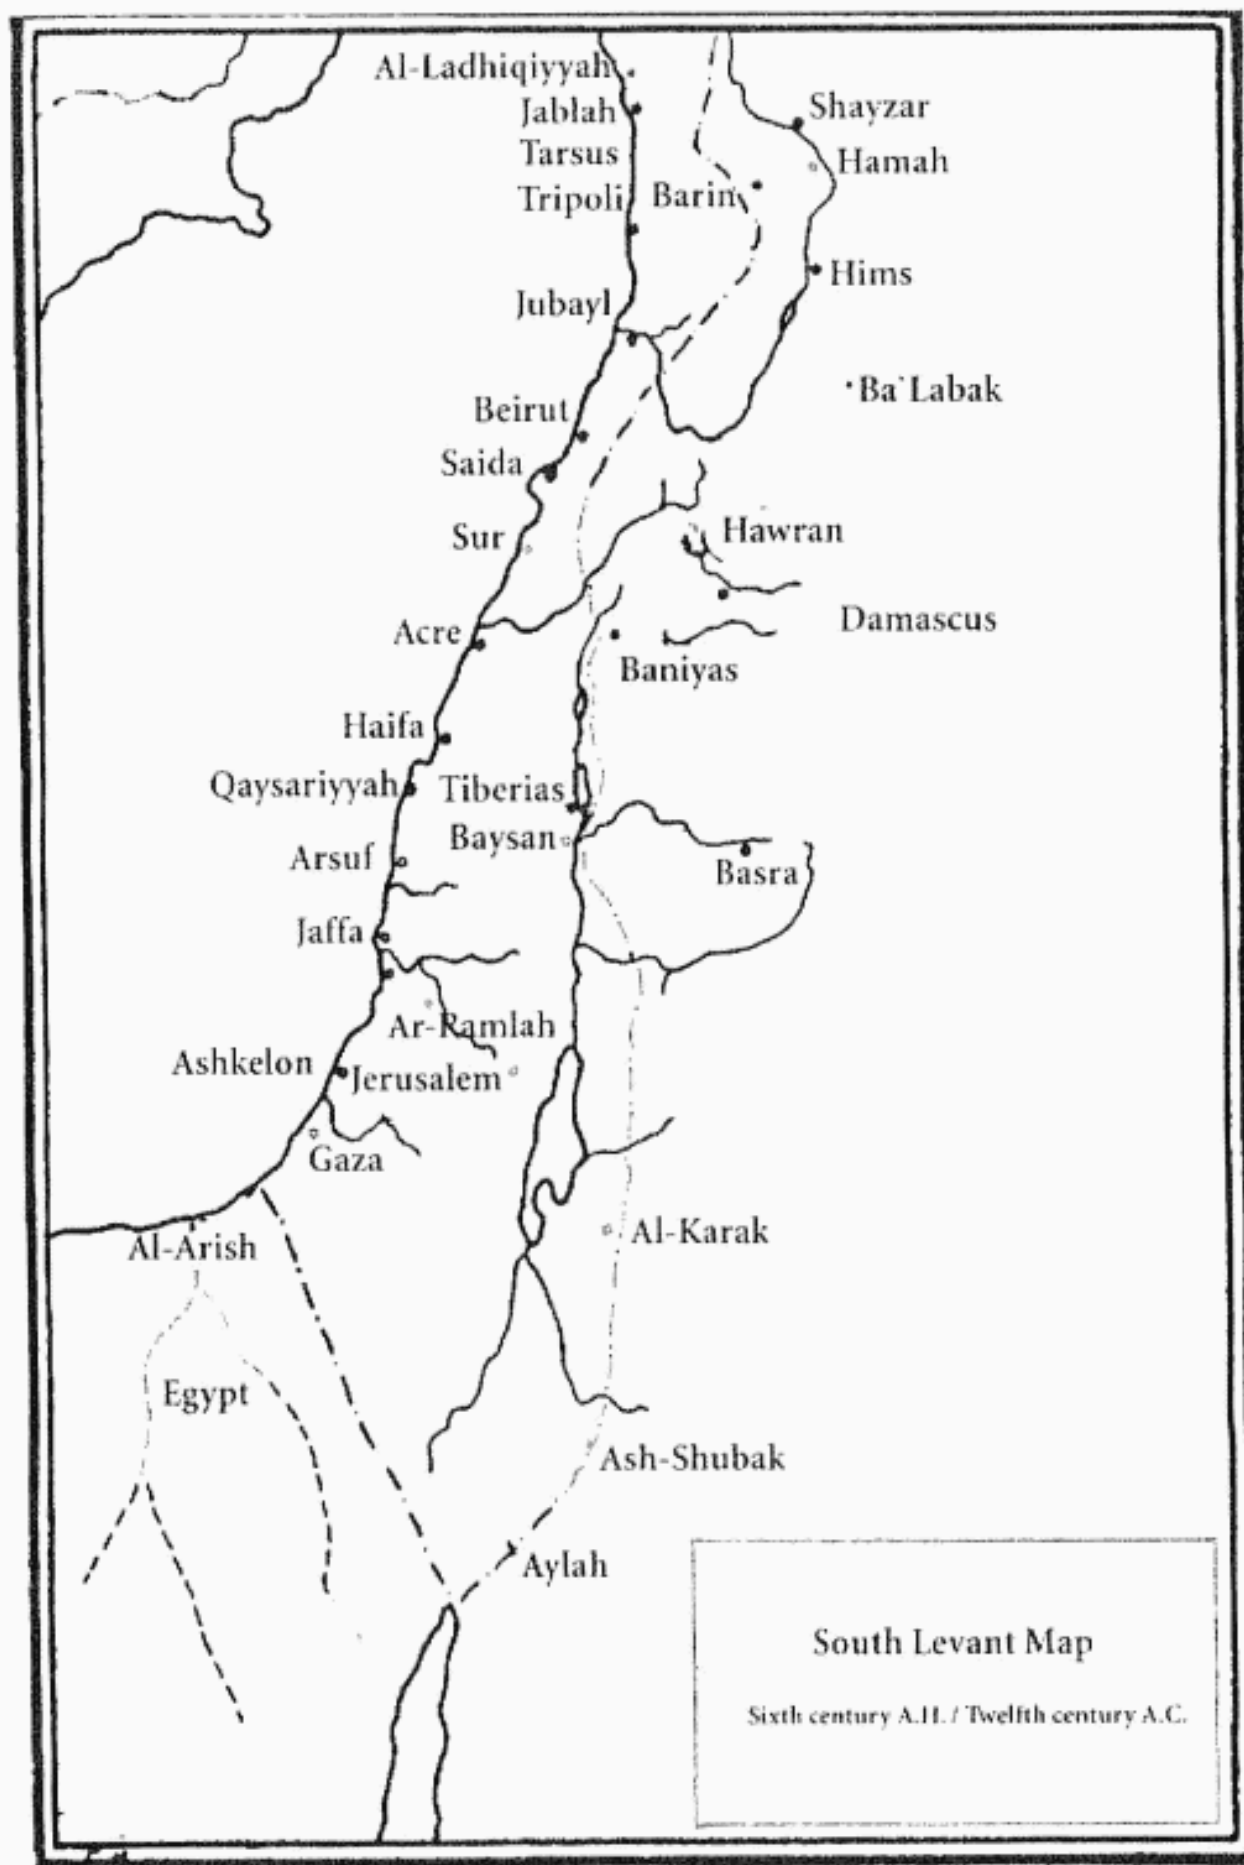 Al-Ladhiqiyyah
Jablah
Shayzar
Tarsus
Hamah
Tripoli
Barin
Hims
Jubayl
Ba`Labak
Beirut
Saida
Hawran
Sur
Damascus
Acre
Baniyas
Haifa
Qaysariyyah
Tiberias
Baysan
Arsuf
Basra
Jaffa
Ar-Ramlah
Ashkelon
Jerusalem
Gaza
Al-Karak
Al-Arish
Egypt
Ash-Shubak
Aylah
South Levant Map
Sixth century A.H. / Twelfth century A.C.